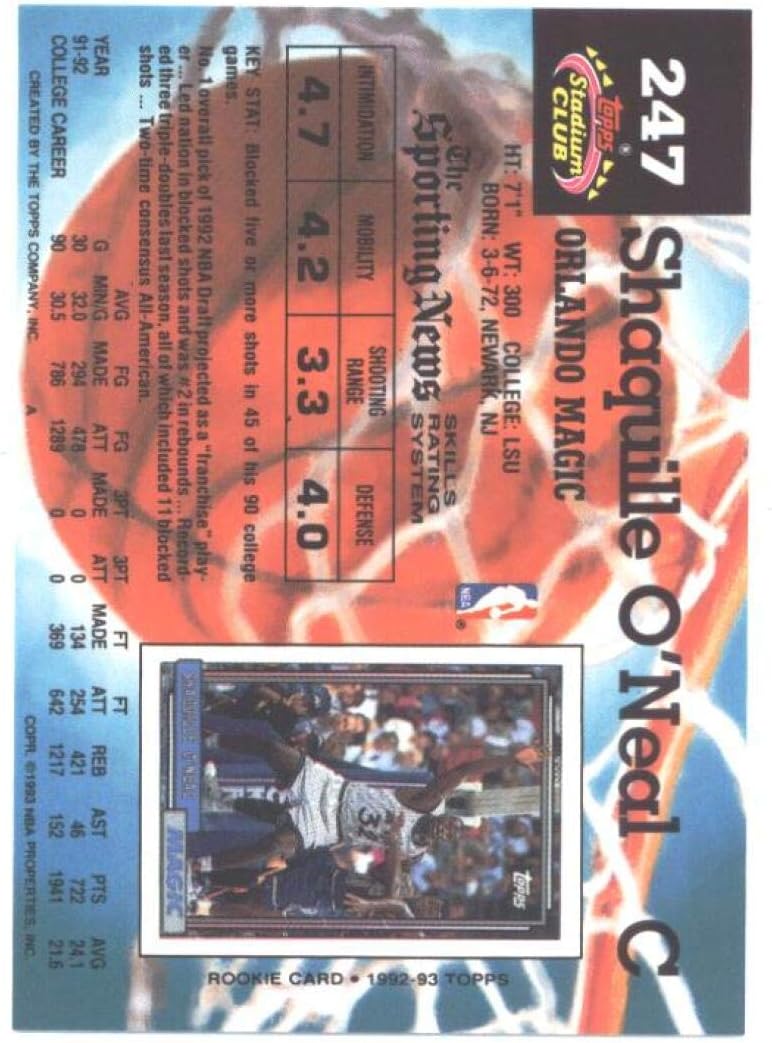 247
Shaquille O'Neal C
Topps®
Stadium
CLUB
ORLANDO MAGIC
HT: 7'1" WT: 300 COLLEGE: LSU
BORN: 3-6-72, NEWARK, NJ
NBA ®
The
Sporting News
SKILLS
RATING
SYSTEM
INTIMIDATION MOBILITY SHOOTING RANGE DEFENSE
4.7 4.2 3.3 4.0
KEY STAT: Blocked five or more shots in 45 of his 90 college
games.
No. 1 overall pick of 1992 NBA Draft projected as a "franchise" play-
er ... Led nation in blocked shots and was #2 in rebounds ... Record-
ed three triple-doubles last season, all of which included 11 blocked
shots ... Two-time consensus All-American.
TOPPS
32
SHAQUILLE O'NEAL
MAGIC
ROOKIE CARD • 1992-93 TOPPS
AVG FG FG 3PT 3PT FT FT
YEAR G MIN/G MADE ATT MADE ATT MADE ATT REB AST PTS AVG
91-92 30 32.0 294 478 0 0 134 254 421 46 722 24.1
COLLEGE CAREER 90 30.5 786 1289 0 0 369 642 1217 152 1941 21.6
CREATED BY THE TOPPS COMPANY, INC. A COPR. ©1993 NBA PROPERTIES, INC.